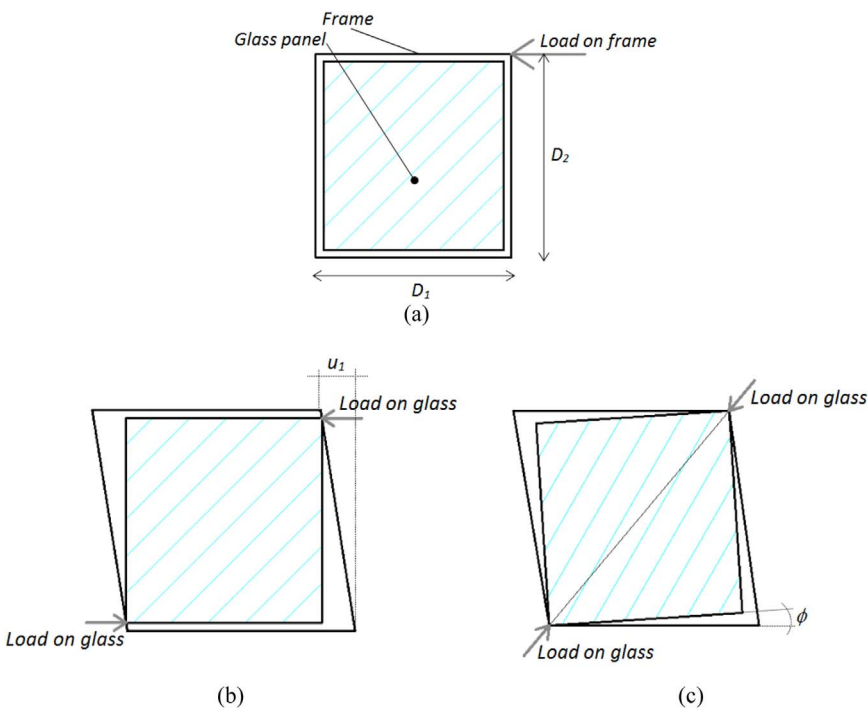 Frame
Glass panel
Load on frame
D₂
D₁
(a)
u₁
Load on glass
Load on glass
(b)
Load on glass
ϕ
Load on glass
(c)